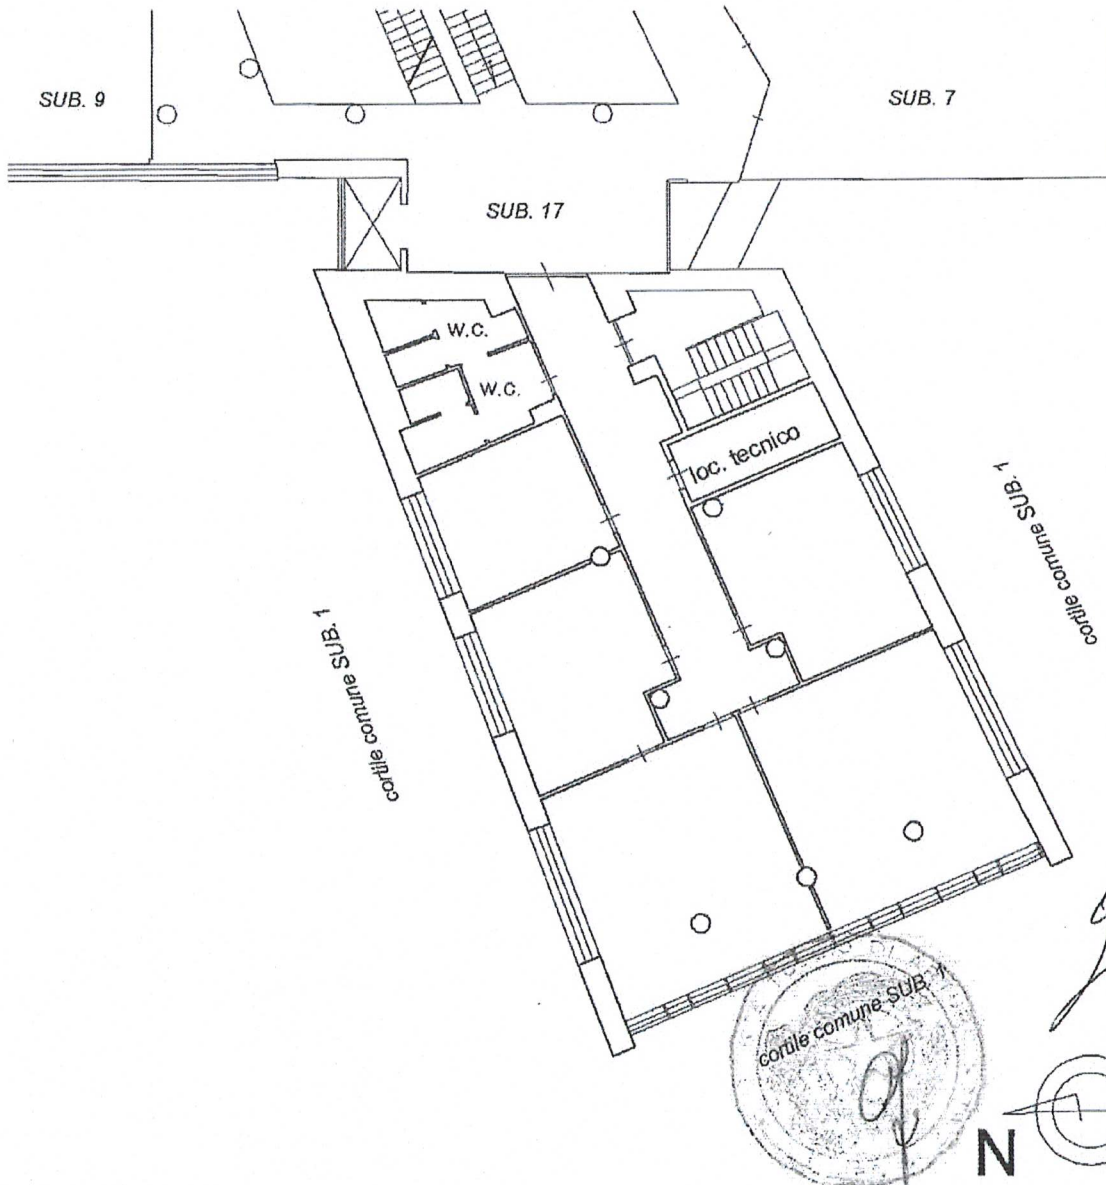 SUB. 9
SUB. 7
SUB. 17
W.C.
W.C.
loc. tecnico
cortile comune SUB. 1
cortile comune SUB. 1
cortile comune SUB. 1
N